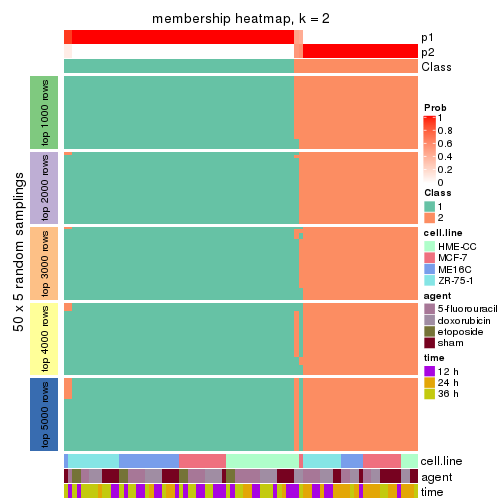 membership heatmap, k = 2
p1
p2
Class
50 x 5 random samplings
top 1000 rows
top 2000 rows
top 3000 rows
top 4000 rows
top 5000 rows
Prob
1
0.8
0.6
0.4
0.2
0
Class
1
2
cell.line
HME-CC
MCF-7
ME16C
ZR-75-1
agent
5-fluorouracil
doxorubicin
etoposide
sham
time
12 h
24 h
36 h
cell.line
agent
time